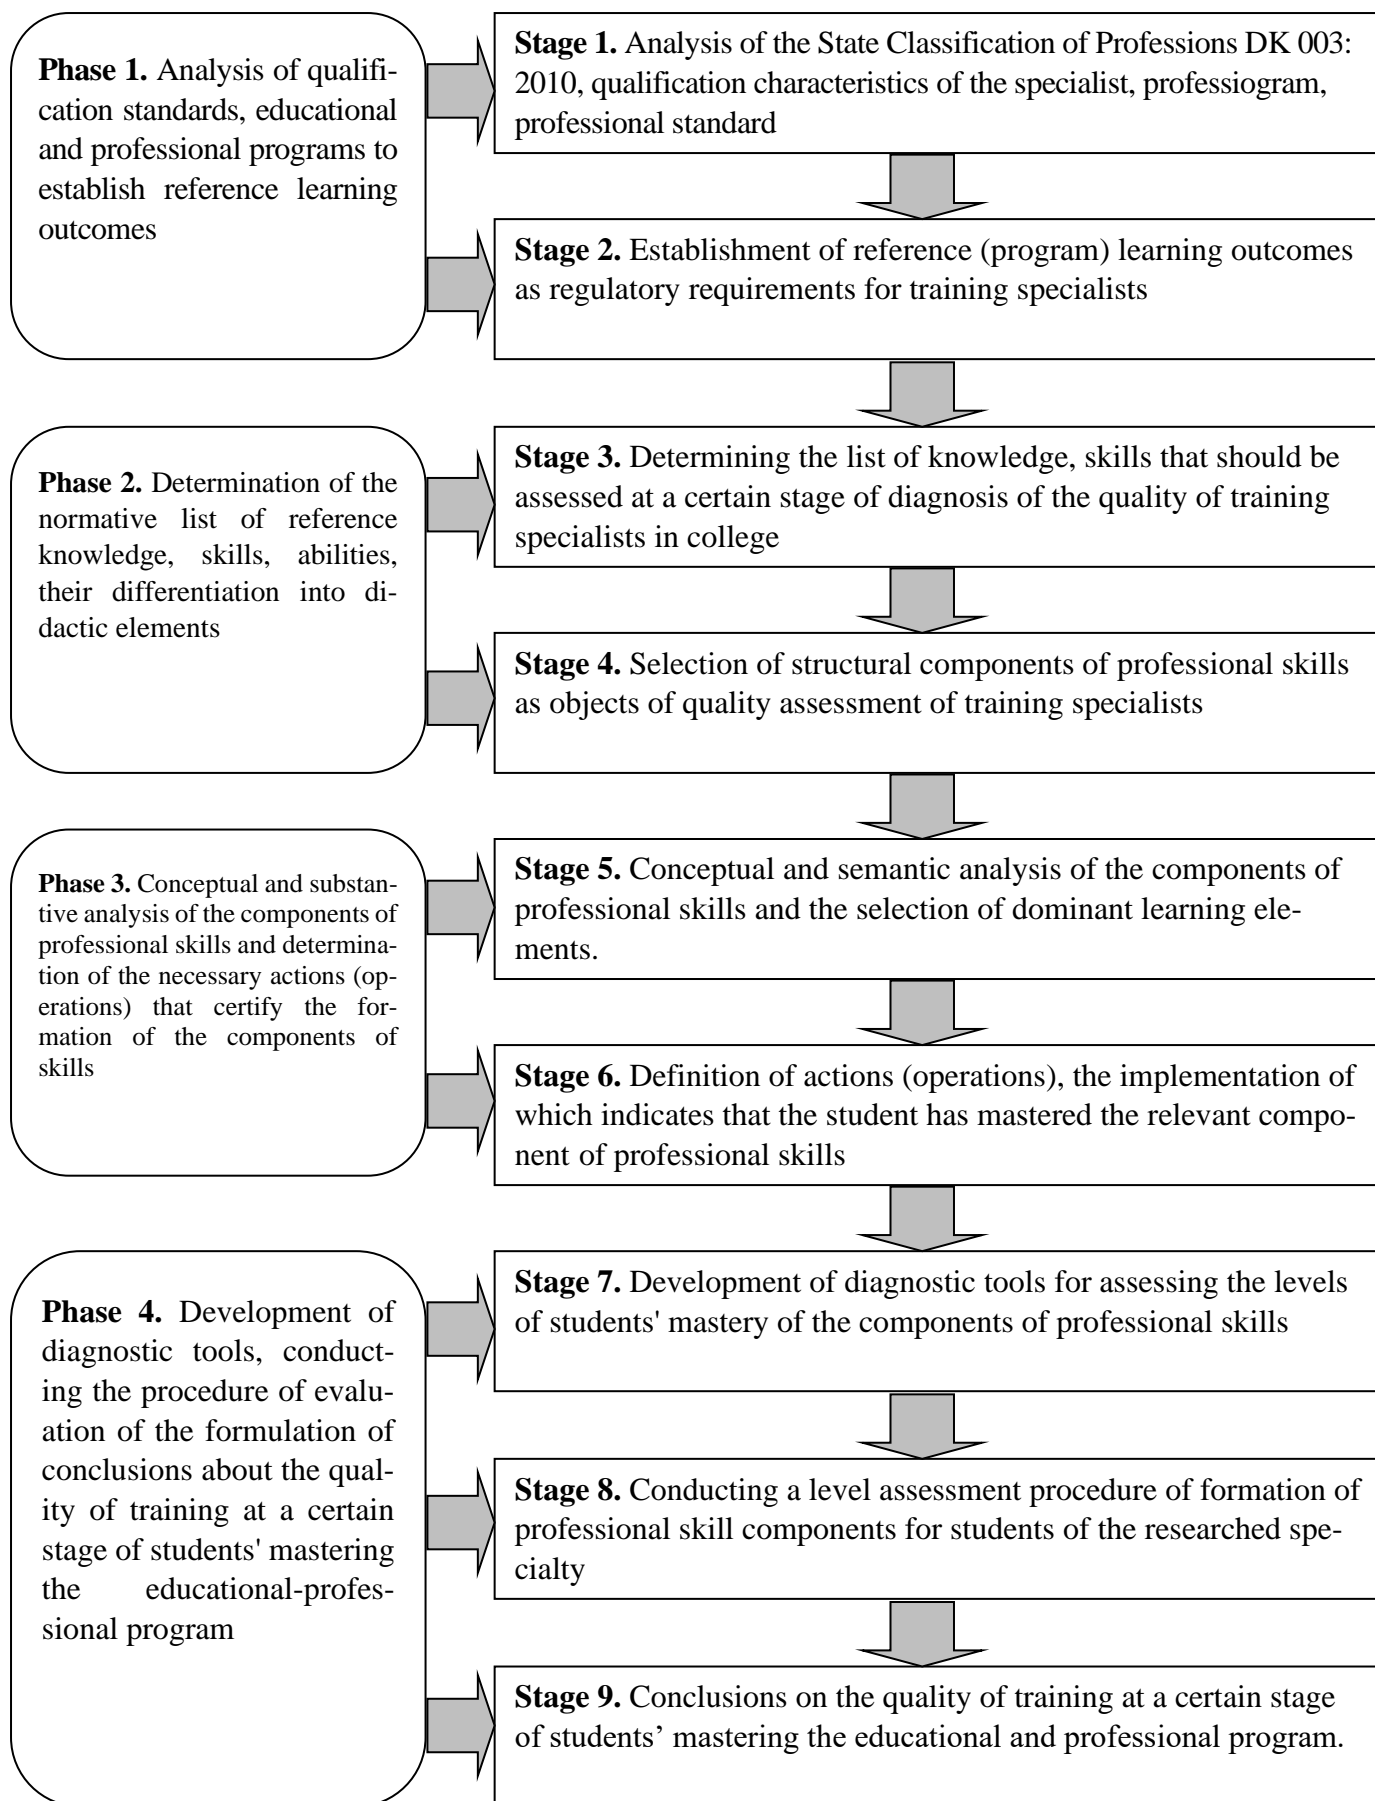 Phase 1. Analysis of qualifi-
cation standards, educational
and professional programs to
establish reference learning
outcomes
Stage 1. Analysis of the State Classification of Professions DK 003:
2010, qualification characteristics of the specialist, professiogram,
professional standard
Stage 2. Establishment of reference (program) learning outcomes
as regulatory requirements for training specialists
Phase 2. Determination of the
normative list of reference
knowledge, skills, abilities,
their differentiation into di-
dactic elements
Stage 3. Determining the list of knowledge, skills that should be
assessed at a certain stage of diagnosis of the quality of training
specialists in college
Stage 4. Selection of structural components of professional skills
as objects of quality assessment of training specialists
Phase 3. Conceptual and substan-
tive analysis of the components of
professional skills and determina-
tion of the necessary actions (op-
erations) that certify the for-
mation of the components of
skills
Stage 5. Conceptual and semantic analysis of the components of
professional skills and the selection of dominant learning ele-
ments.
Stage 6. Definition of actions (operations), the implementation of
which indicates that the student has mastered the relevant compo-
nent of professional skills
Phase 4. Development of
diagnostic tools, conduct-
ing the procedure of evalu-
ation of the formulation of
conclusions about the qual-
ity of training at a certain
stage of students' mastering
the educational-profes-
sional program
Stage 7. Development of diagnostic tools for assessing the levels
of students' mastery of the components of professional skills
Stage 8. Conducting a level assessment procedure of formation of
professional skill components for students of the researched spe-
cialty
Stage 9. Conclusions on the quality of training at a certain stage
of students’ mastering the educational and professional program.